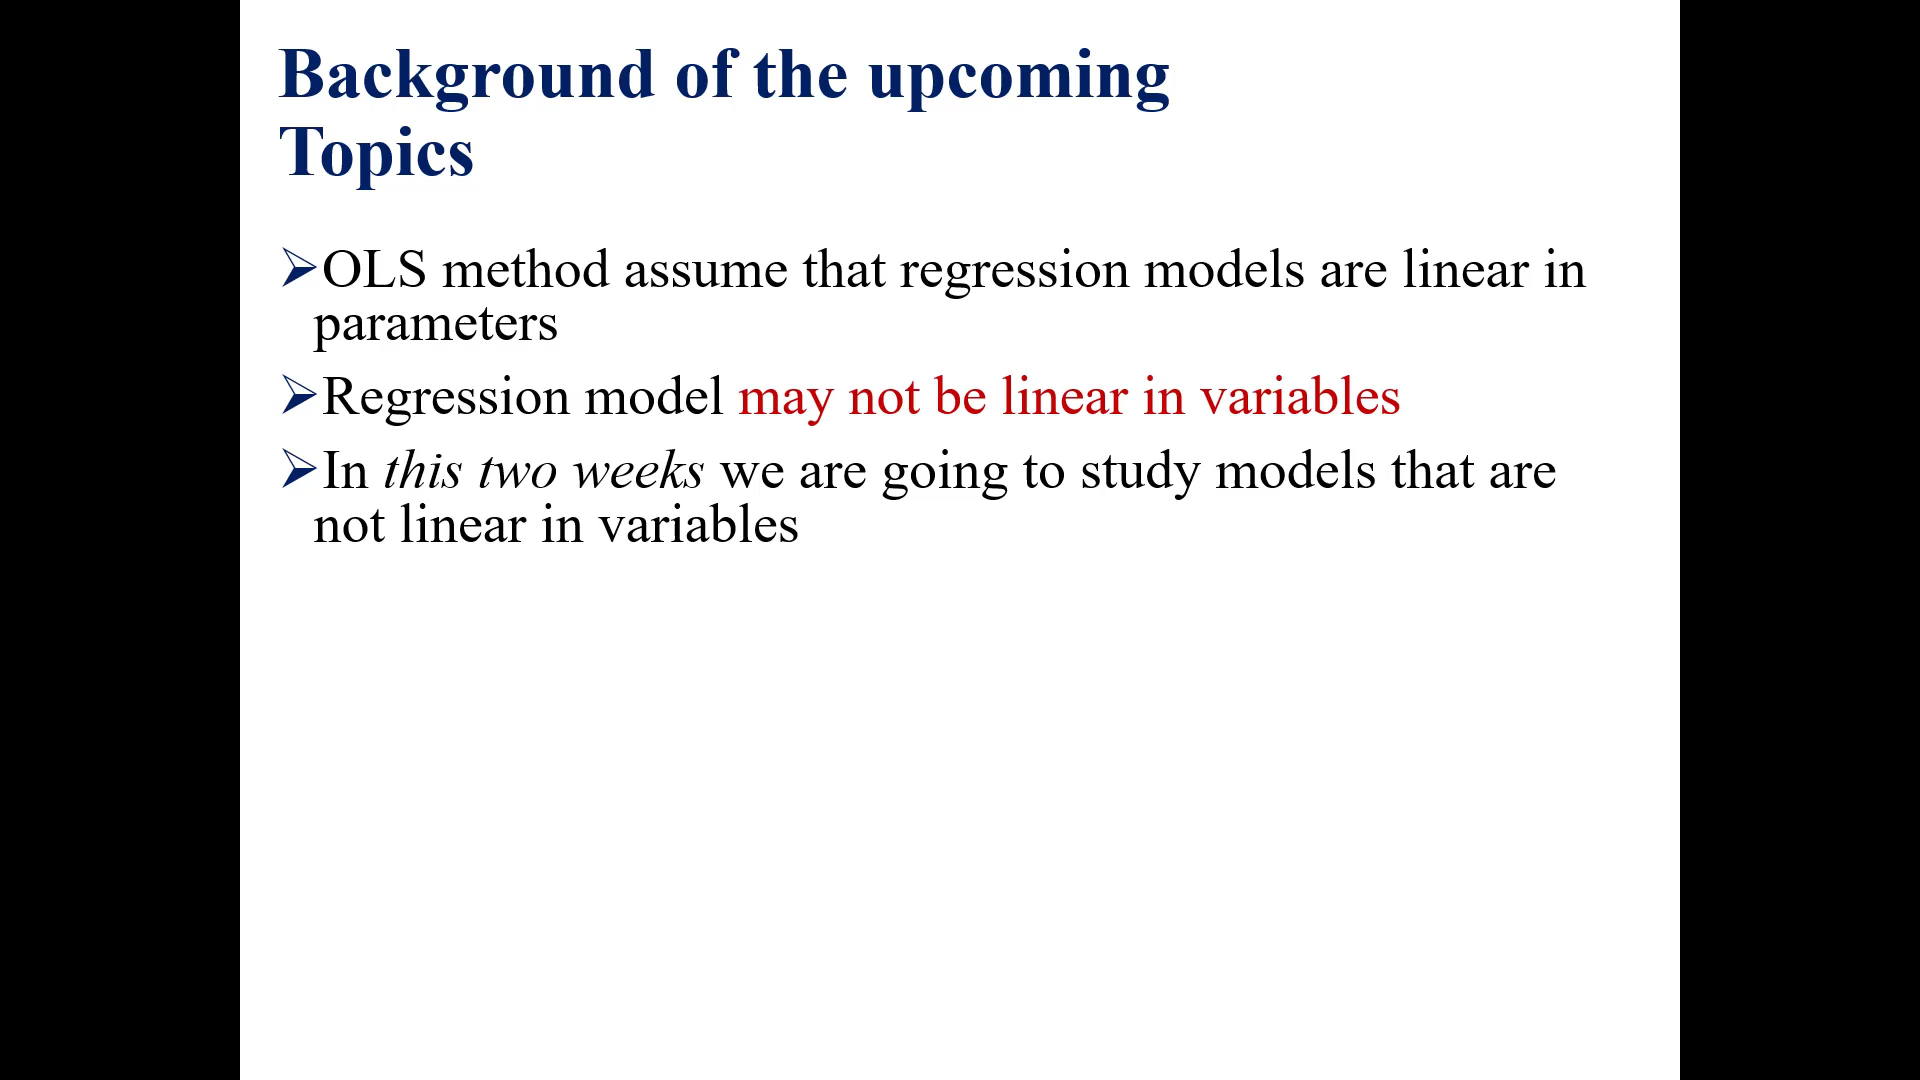 Background of the upcoming
Topics
➢OLS method assume that regression models are linear in
parameters
➢Regression model may not be linear in variables
➢In this two weeks we are going to study models that are
not linear in variables